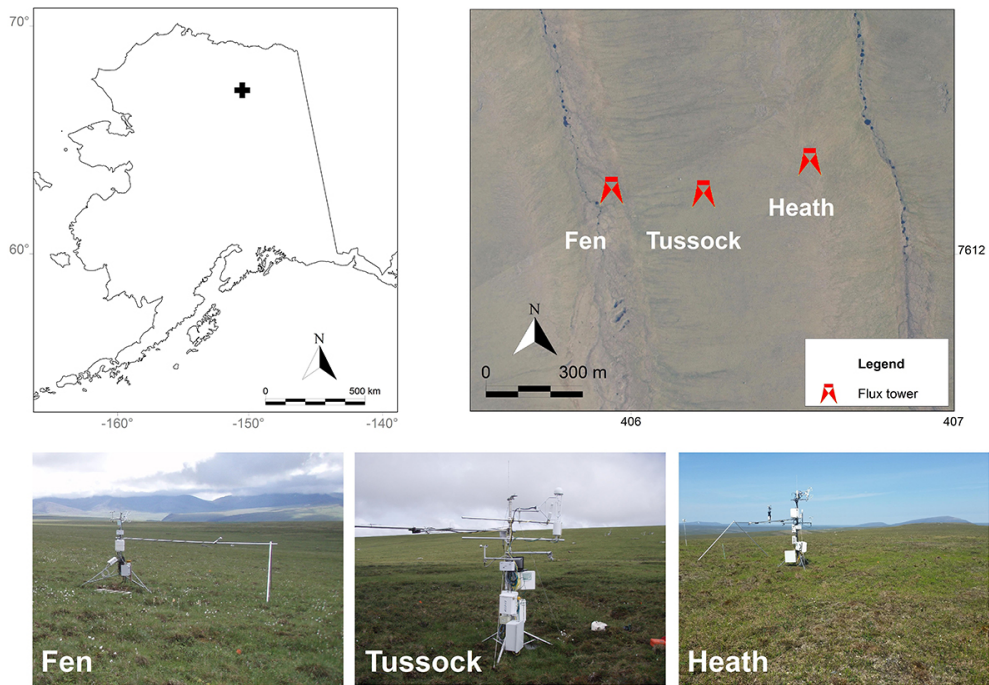 70°
60°
-160°
-150°
-140°
N
0 500 km
Fen
Tussock
Heath
7612
N
0 300 m
Legend
Flux tower
406
407
Fen
Tussock
Heath